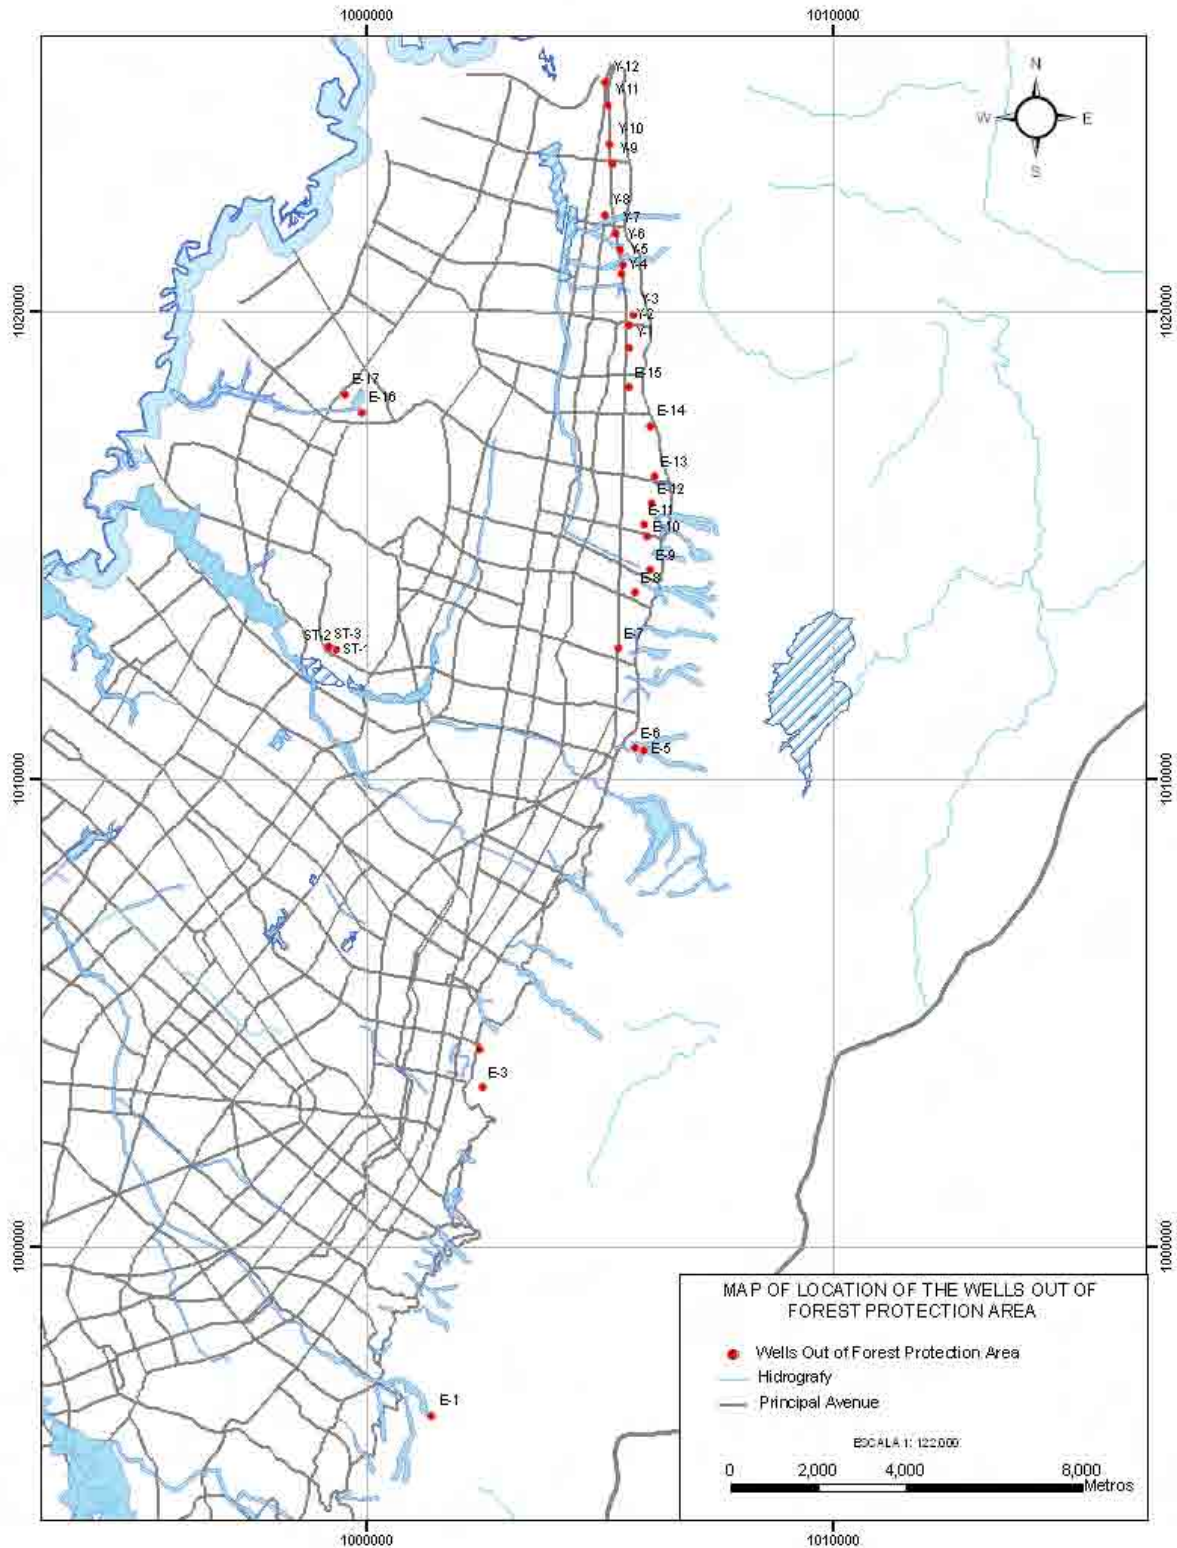 1000000
1010000
Y-12
Y-11
N
W
E
S
Y-10
Y-9
Y-8
Y-7
Y-6
Y-5
Y-4
Y-3
1020000
1020000
Y-2
Y-1
E-15
E-17
E-16
E-14
E-13
E-12
E-11
E-10
E-9
E-8
E-7
ST-2
ST-3
ST-1
E-6
E-5
1010000
1010000
E-3
1000000
1000000
MAP OF LOCATION OF THE WELLS OUT OF
FOREST PROTECTION AREA
Wells Out of Forest Protection Area
Hidrografy
Principal Avenue
E-1
ESCALA 1: 122.000
0 2,000 4,000 8,000
Metros
1000000
1010000